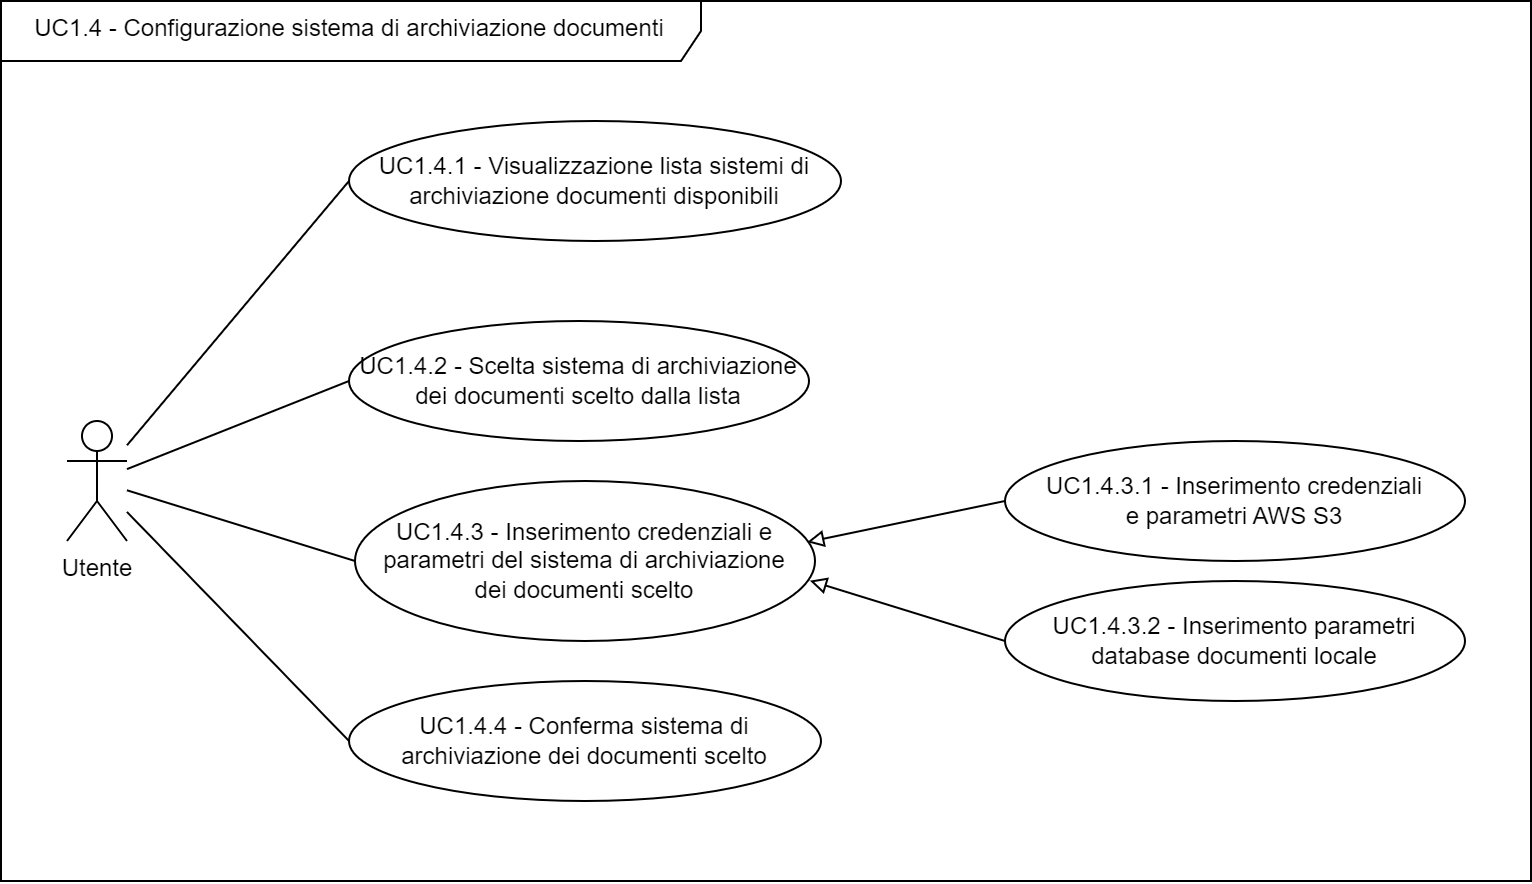 UC1.4 - Configurazione sistema di archiviazione documenti
UC1.4.1 - Visualizzazione lista sistemi di
archiviazione documenti disponibili
UC1.4.2 - Scelta sistema di archiviazione
dei documenti scelto dalla lista
Utente
UC1.4.3 - Inserimento credenziali e
parametri del sistema di archiviazione
dei documenti scelto
UC1.4.3.1 - Inserimento credenziali
e parametri AWS S3
UC1.4.3.2 - Inserimento parametri
database documenti locale
UC1.4.4 - Conferma sistema di
archiviazione dei documenti scelto